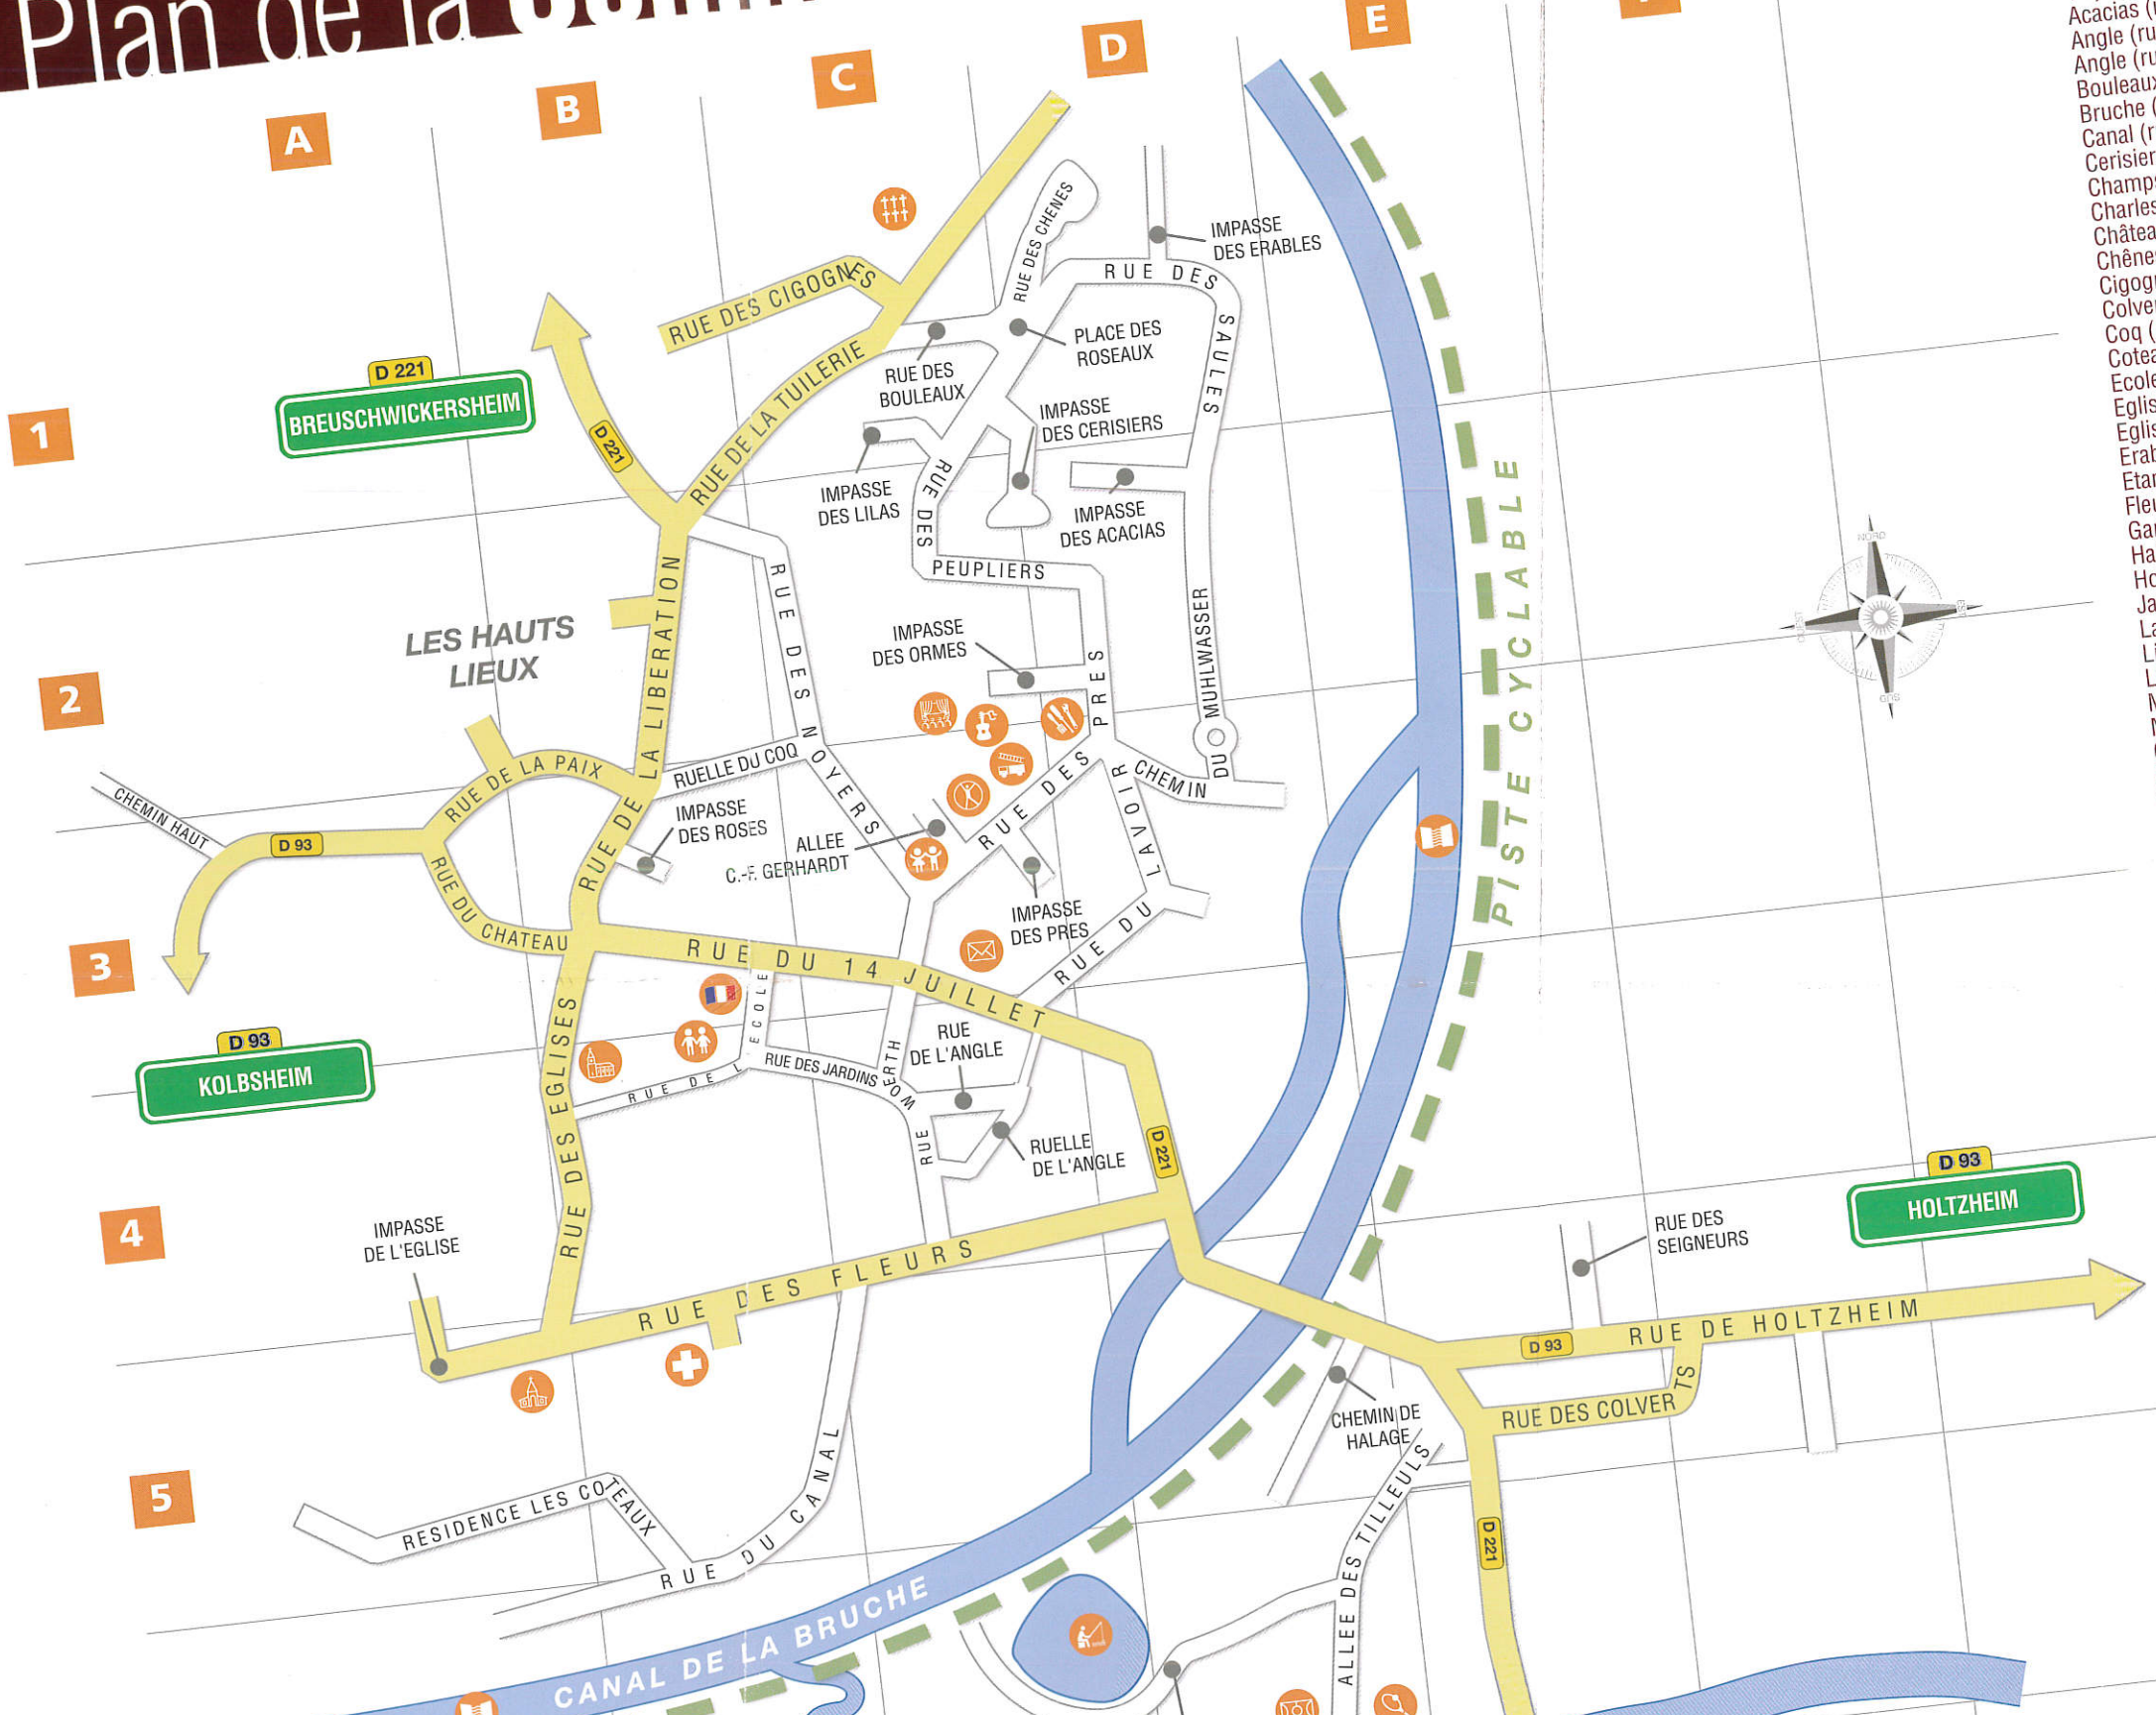 Plan de la
A
B
C
D
E
1
2
3
4
5
D 221
BREUSCHWICKERSHEIM
D 221
RUE DES CIGOGNES
RUE DE LA TUILERIE
RUE DES CHENES
IMPASSE
DES ERABLES
RUE DES SAULES
PLACE DES
ROSEAUX
RUE DES
BOULEAUX
IMPASSE
DES CERISIERS
IMPASSE
DES LILAS
IMPASSE
DES ACACIAS
RUE DES PEUPLIERS
RUE DES NOYERS
LES HAUTS
LIEUX
RUE DE LA LIBERATION
IMPASSE
DES ORMES
RUE DES PRES
CHEMIN DU MUHLWASSER
PISTE CYCLABLE
NORD
EST
RUELLE DU COQ
RUE DE LA PAIX
CHEMIN HAUT
D 93
IMPASSE
DES ROSES
ALLEE
C.-F. GERHARDT
RUE DU LAVOIR
IMPASSE
DES PRES
RUE DU CHATEAU
RUE DU 14 JUILLET
D 93
KOLBSHEIM
RUE DES EGLISES
RUE DE L'ECOLE
RUE DES JARDINS
RUE WOERTH
RUE
DE L'ANGLE
RUELLE
DE L'ANGLE
D 221
D 93
HOLTZHEIM
RUE DES
SEIGNEURS
IMPASSE
DE L'EGLISE
RUE DES FLEURS
D 93
RUE DE HOLTZHEIM
RUE DES COLVERTS
CHEMIN DE
HALAGE
ALLEE DES TILLEULS
D 221
RESIDENCE LES COTEAUX
RUE DU CANAL
CANAL DE LA BRUCHE
Acacias
Angle
Angle
Bouleaux
Bruche
Canal
Cerisier
Champs
Charles
Châtea
Chêne
Cigog
Colve
Coq
Cotea
Ecole
Eglis
Eglis
Erab
Etan
Fleu